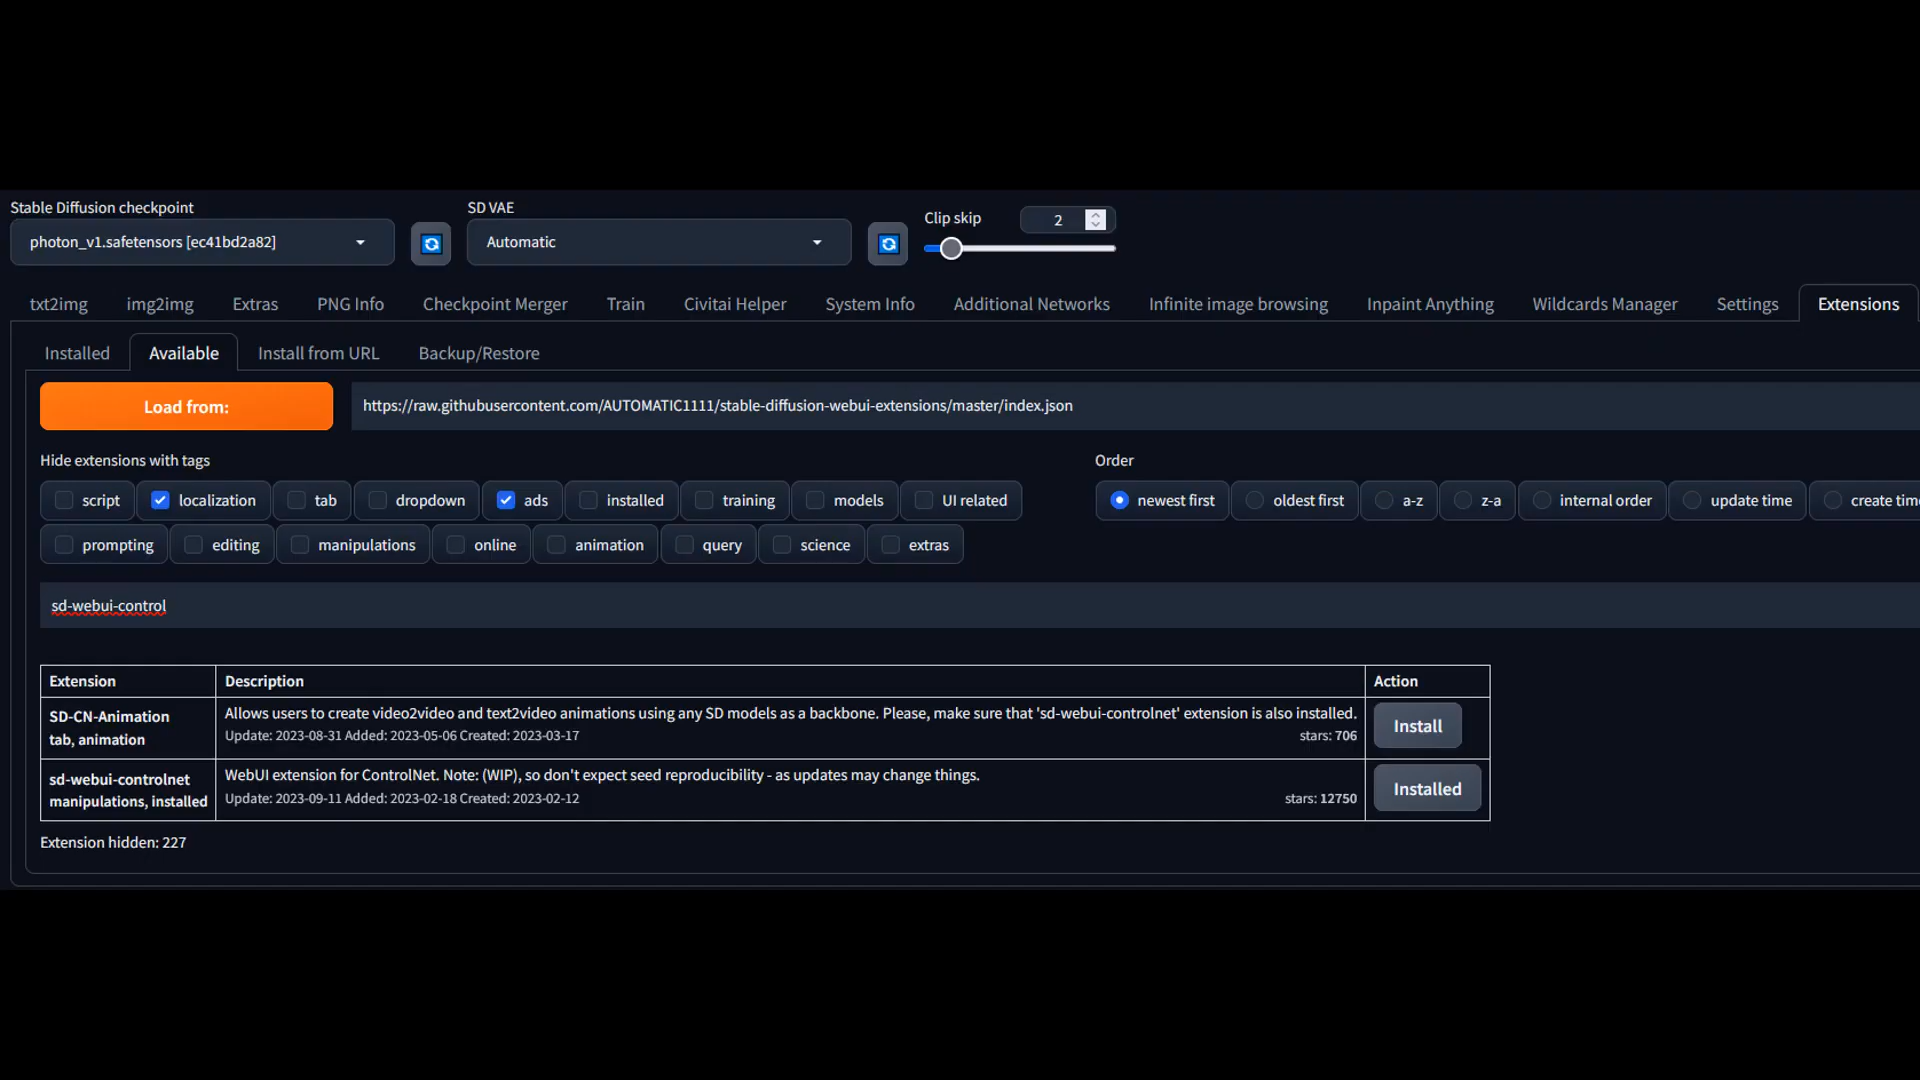 Stable Diffusion checkpoint
SD VAE
Clip skip
2
photon_v1.safetensors [ec41bd2a82]
Automatic
txt2img img2img Extras PNG Info Checkpoint Merger Train Civitai Helper System Info Additional Networks Infinite image browsing Inpaint Anything Wildcards Manager Settings Extensions
Installed Available Install from URL Backup/Restore
Load from:
https://raw.githubusercontent.com/AUTOMATIC1111/stable-diffusion-webui-extensions/master/index.json
Hide extensions with tags
script localization tab dropdown ads installed training models UI related
prompting editing manipulations online animation query science extras
Order
newest first oldest first a-z z-a internal order update time create time
sd-webui-control
Extension Description Action
SD-CN-Animation
tab, animation
Allows users to create video2video and text2video animations using any SD models as a backbone. Please, make sure that 'sd-webui-controlnet' extension is also installed.
Update: 2023-08-31 Added: 2023-05-06 Created: 2023-03-17 stars: 706
Install
sd-webui-controlnet
manipulations, installed
WebUI extension for ControlNet. Note: (WIP), so don't expect seed reproducibility - as updates may change things.
Update: 2023-09-11 Added: 2023-02-18 Created: 2023-02-12 stars: 12750
Installed
Extension hidden: 227